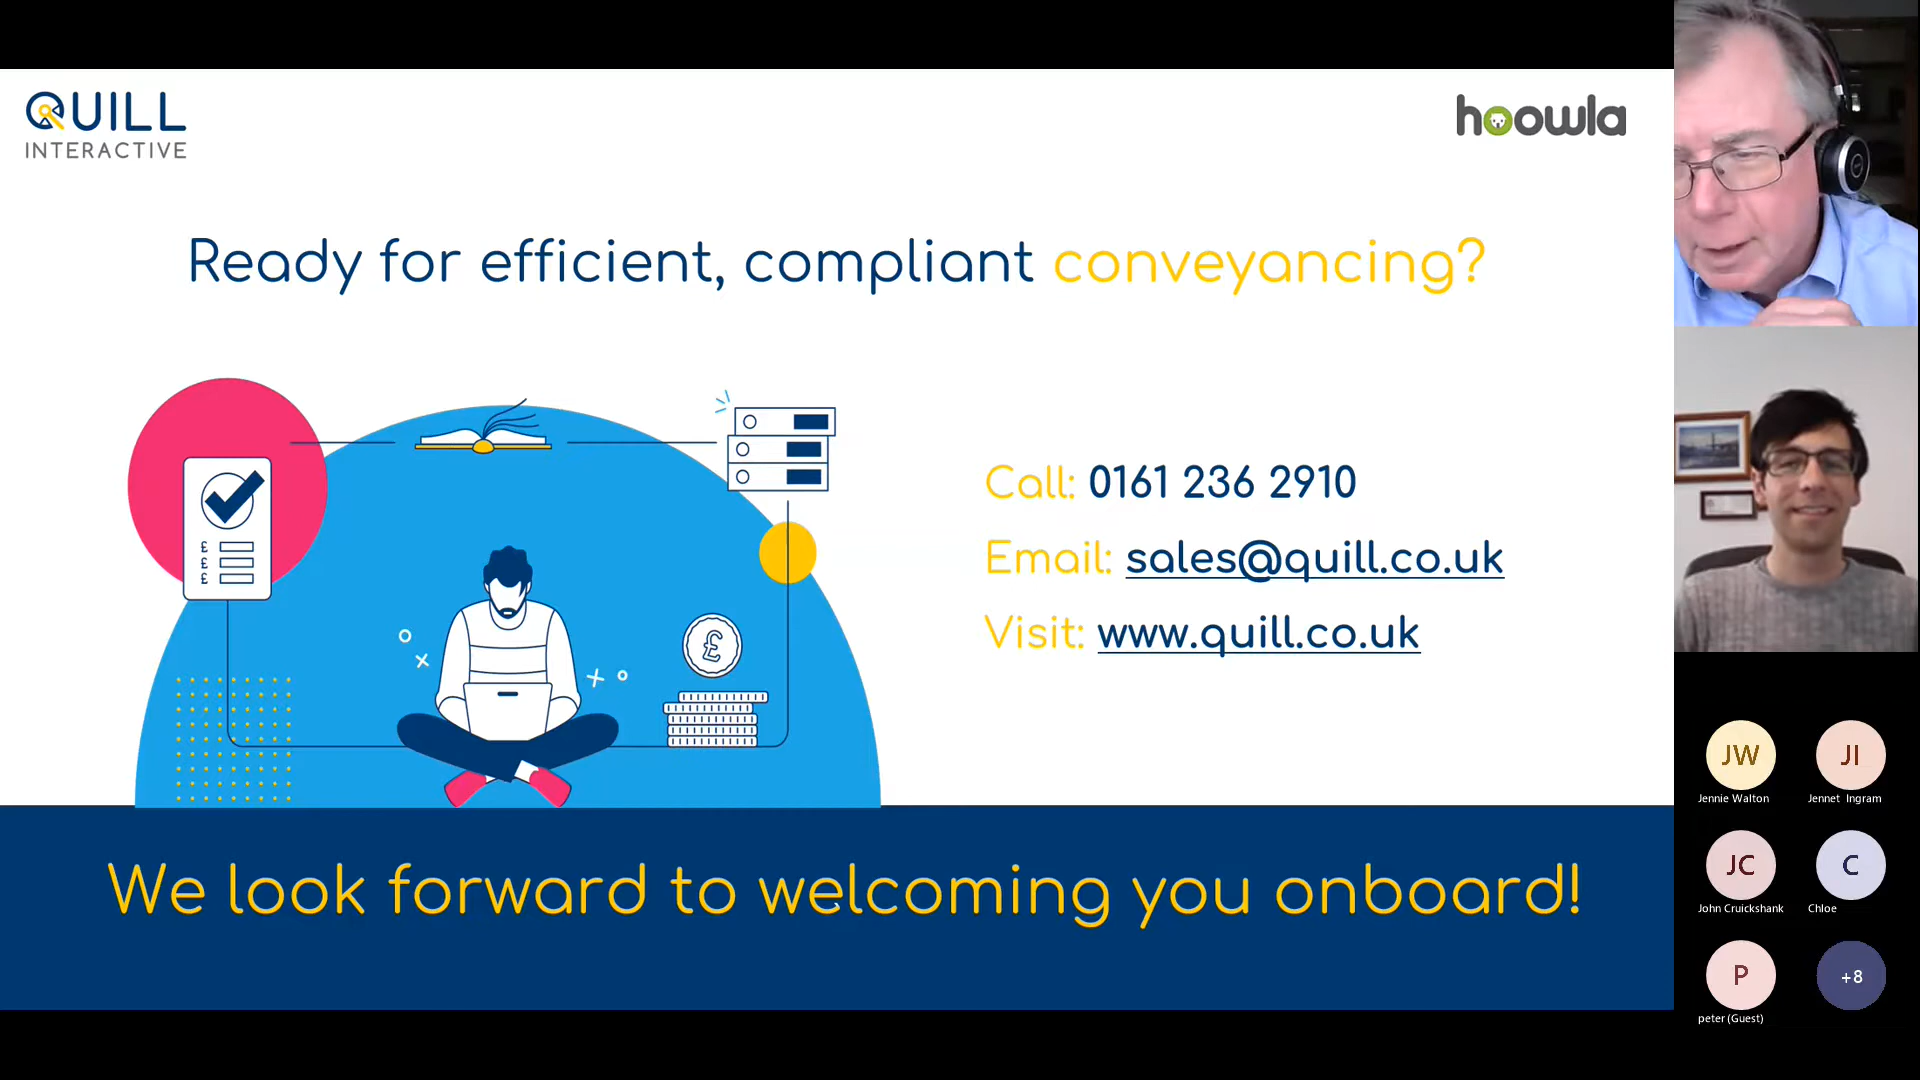 QUILL
INTERACTIVE
hoowla
Ready for efficient, compliant conveyancing?
£
£
£
£
Call: 0161 236 2910
Email: sales@quill.co.uk
Visit: www.quill.co.uk
We look forward to welcoming you onboard!
JW
Jennie Walton
JI
Jennet Ingram
JC
John Cruickshank
C
Chloe
P
peter (Guest)
+8